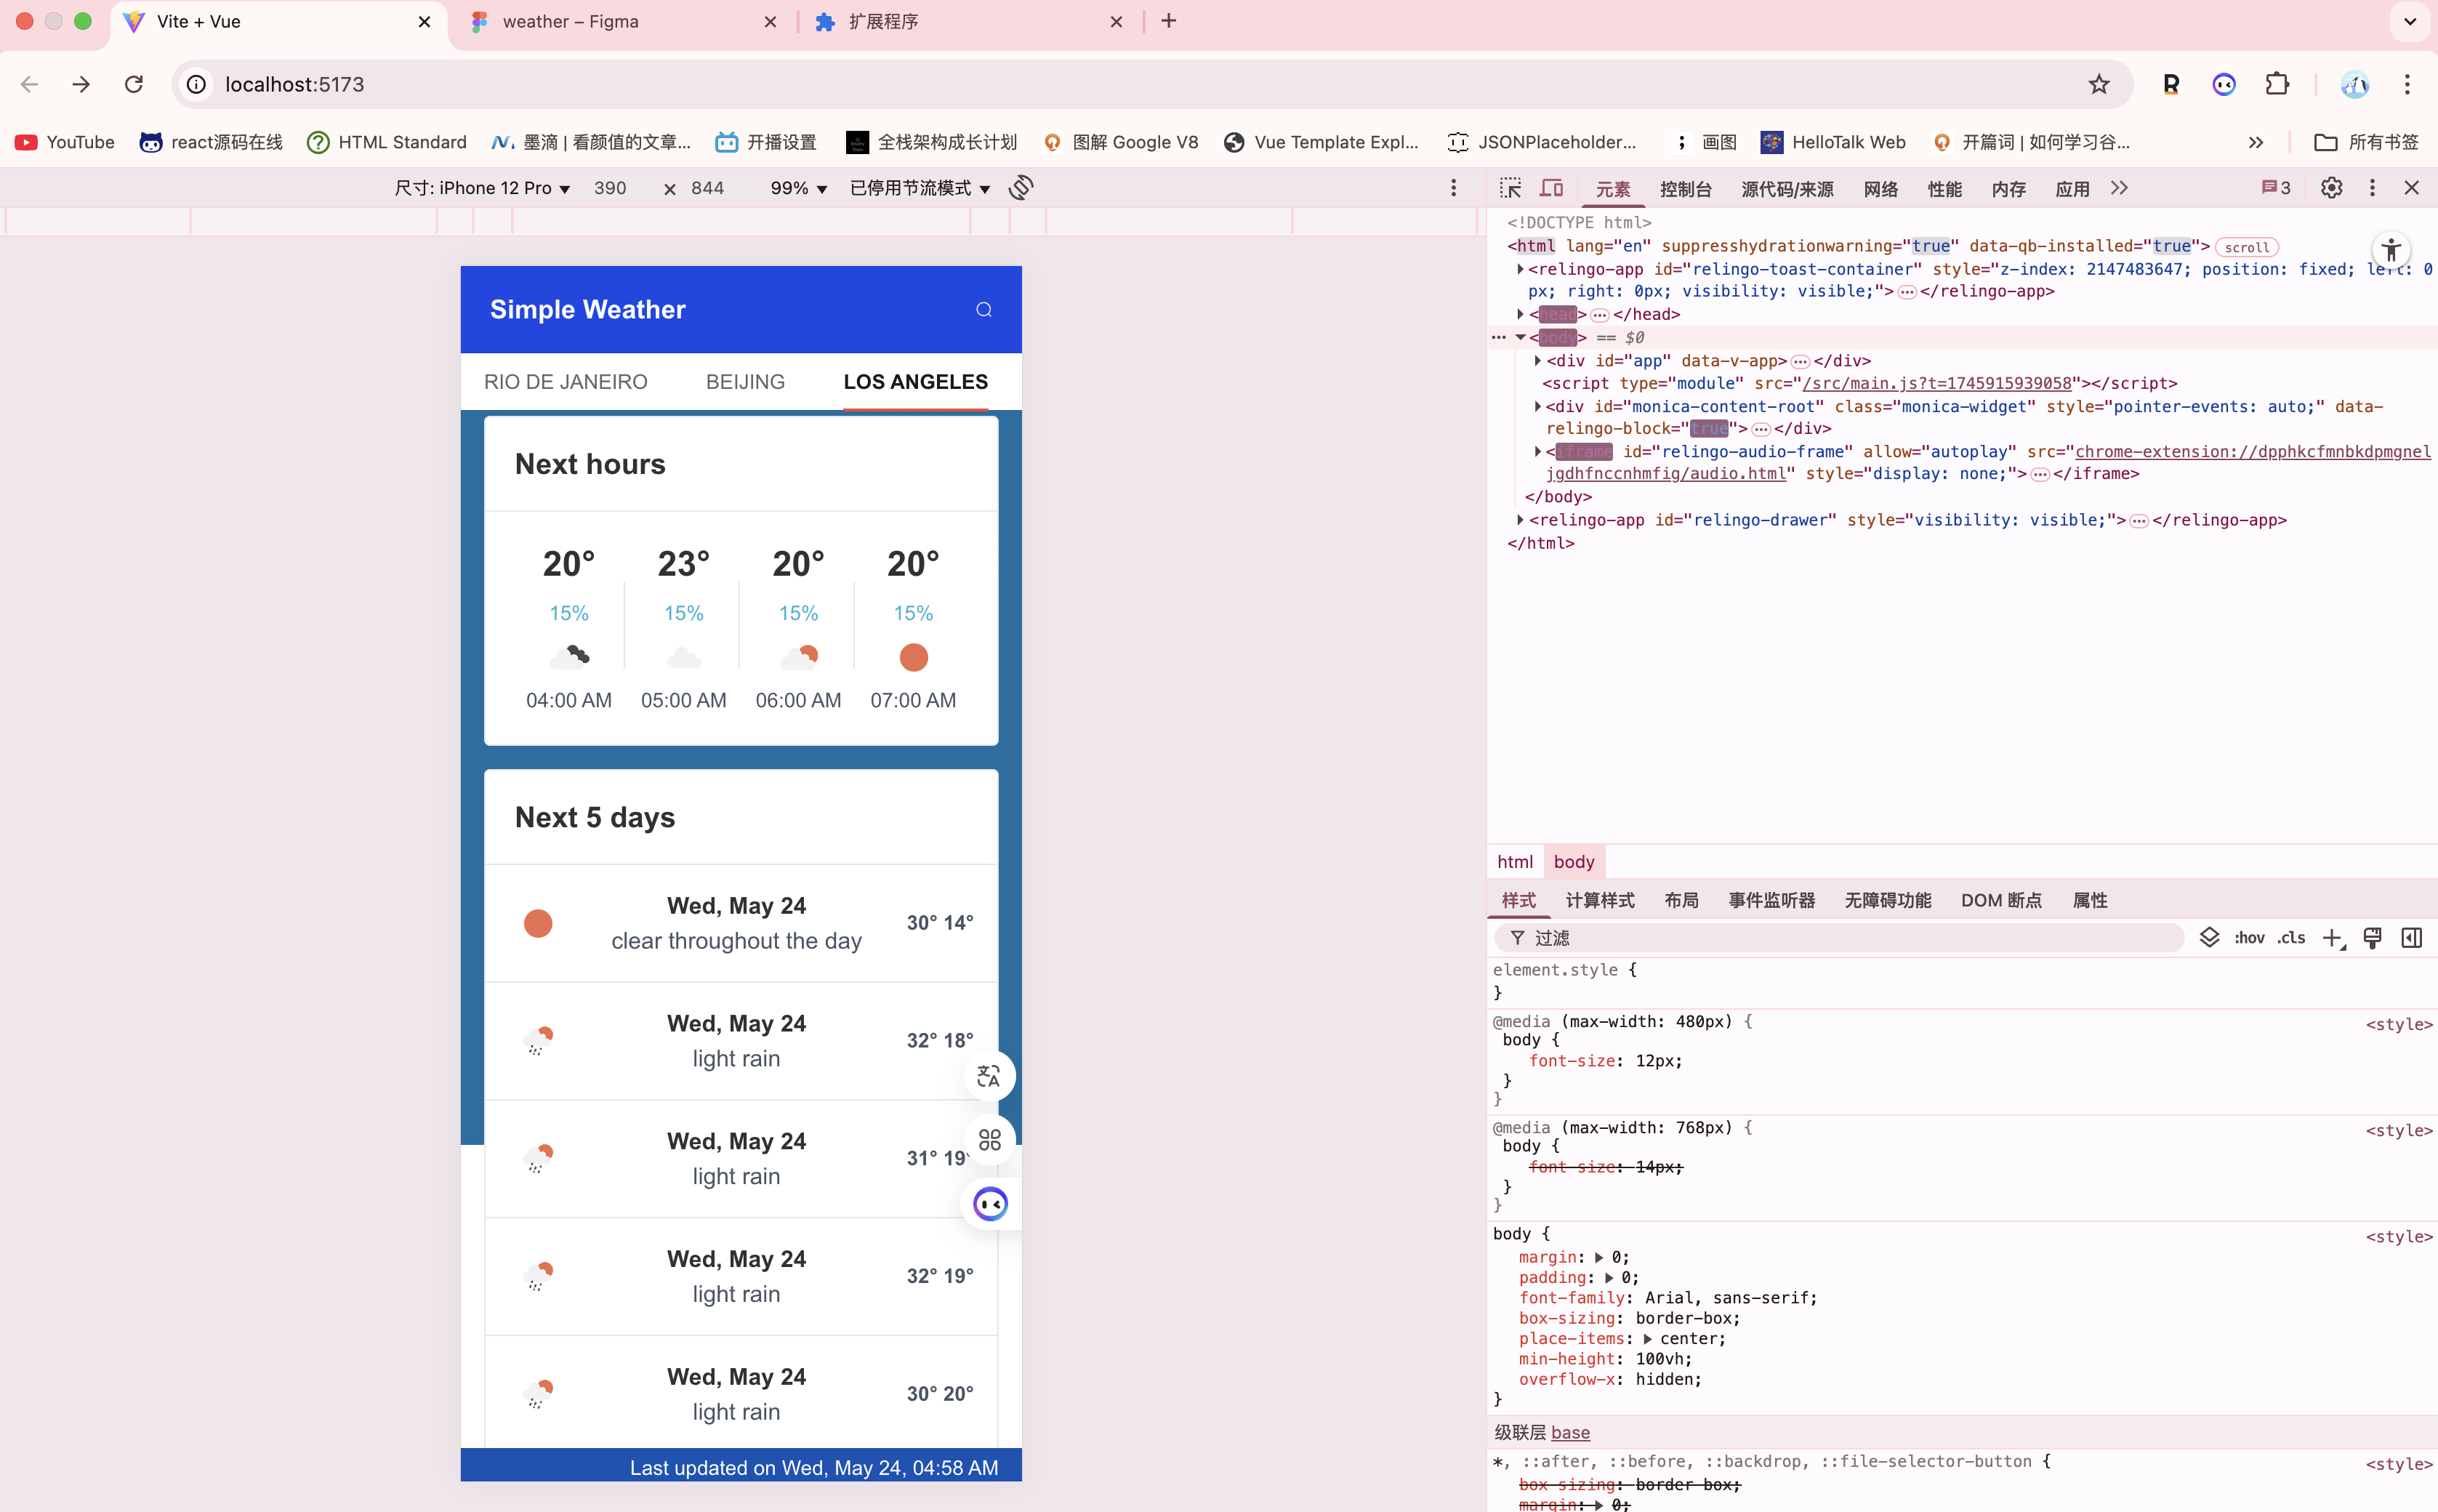 Vite + Vue
weather – Figma
扩展程序
localhost:5173
YouTube
react源码在线
HTML Standard
墨滴 | 看颜值的文章...
开播设置
全栈架构成长计划
图解 Google V8
Vue Template Expl...
JSONPlaceholder...
画图
HelloTalk Web
开篇词 | 如何学习谷...
所有书签
尺寸: iPhone 12 Pro 390 × 844 99% 已停用节流模式
Simple Weather
RIO DE JANEIRO BEIJING LOS ANGELES
Next hours
20° 23° 20° 20°
15% 15% 15% 15%
04:00 AM 05:00 AM 06:00 AM 07:00 AM
Next 5 days
Wed, May 24
clear throughout the day
30° 14°
Wed, May 24
light rain
32° 18°
Wed, May 24
light rain
31° 19°
Wed, May 24
light rain
32° 19°
Wed, May 24
light rain
30° 20°
Last updated on Wed, May 24, 04:58 AM
元素 控制台 源代码/来源 网络 性能 内存 应用 3
<!DOCTYPE html>
<html lang="en" suppresshydrationwarning="true" data-qb-installed="true"> scroll
<relingo-app id="relingo-toast-container" style="z-index: 2147483647; position: fixed; left: 0
px; right: 0px; visibility: visible;">…</relingo-app>
<head>…</head>
<body> == $0
<div id="app" data-v-app>…</div>
<script type="module" src="/src/main.js?t=1745915939058"></script>
<div id="monica-content-root" class="monica-widget" style="pointer-events: auto;" data-
relingo-block="true">…</div>
<iframe id="relingo-audio-frame" allow="autoplay" src="chrome-extension://dpphkcfmnbkdpmgnel
jgdhfnccnhmfig/audio.html" style="display: none;">…</iframe>
</body>
<relingo-app id="relingo-drawer" style="visibility: visible;">…</relingo-app>
</html>
html body
样式 计算样式 布局 事件监听器 无障碍功能 DOM 断点 属性
过滤 :hov .cls
element.style {
}
@media (max-width: 480px) { <style>
body {
font-size: 12px;
}
}
@media (max-width: 768px) { <style>
body {
font-size: 14px;
}
}
body { <style>
margin: 0;
padding: 0;
font-family: Arial, sans-serif;
box-sizing: border-box;
place-items: center;
min-height: 100vh;
overflow-x: hidden;
}
级联层 base
*, ::after, ::before, ::backdrop, ::file-selector-button { <style>
box-sizing: border-box;
margin: 0;